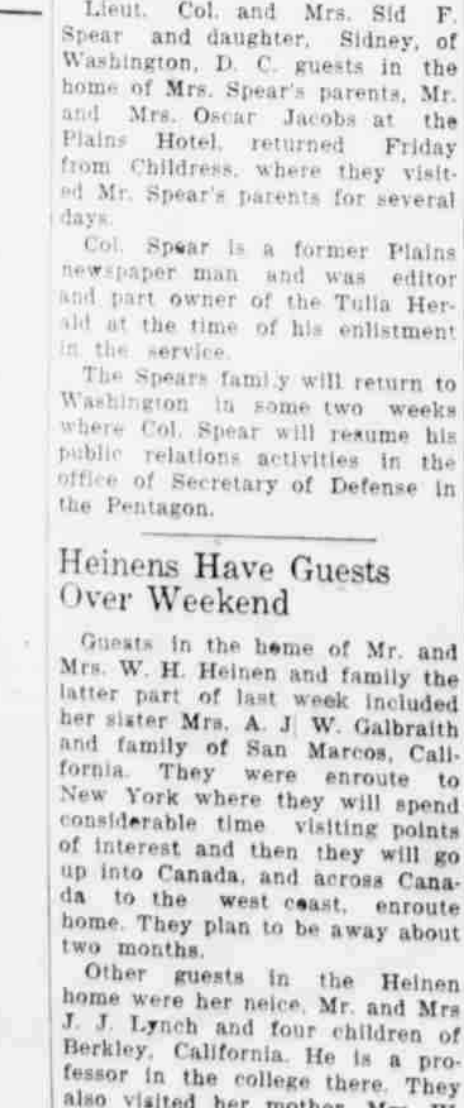 Lieut. Col. and Mrs. Sid F.
Spear and daughter, Sidney, of
Washington, D. C. guests in the
home of Mrs. Spear's parents, Mr.
and Mrs. Oscar Jacobs at the
Plains Hotel, returned Friday
from Childress, where they visit-
ed Mr. Spear's parents for several
days.
Col. Spear is a former Plains
newspaper man and was editor
and part owner of the Tulia Her-
ald at the time of his enlistment
in the service.
The Spears family will return to
Washington in some two weeks
where Col. Spear will resume his
public relations activities in the
office of Secretary of Defense in
the Pentagon.
Heinens Have Guests
Over Weekend
Guests in the home of Mr. and
Mrs. W. H. Heinen and family the
latter part of last week included
her sister Mrs. A. J. W. Galbraith
and family of San Marcos, Cali-
fornia. They were enroute to
New York where they will spend
considerable time visiting points
of interest and then they will go
up into Canada, and across Cana-
da to the west coast, enroute
home. They plan to be away about
two months.
Other guests in the Heinen
home were her neice, Mr. and Mrs
J. J. Lynch and four children of
Berkley, California. He is a pro-
fessor in the college there. They
also visited her mother, Mrs. W.